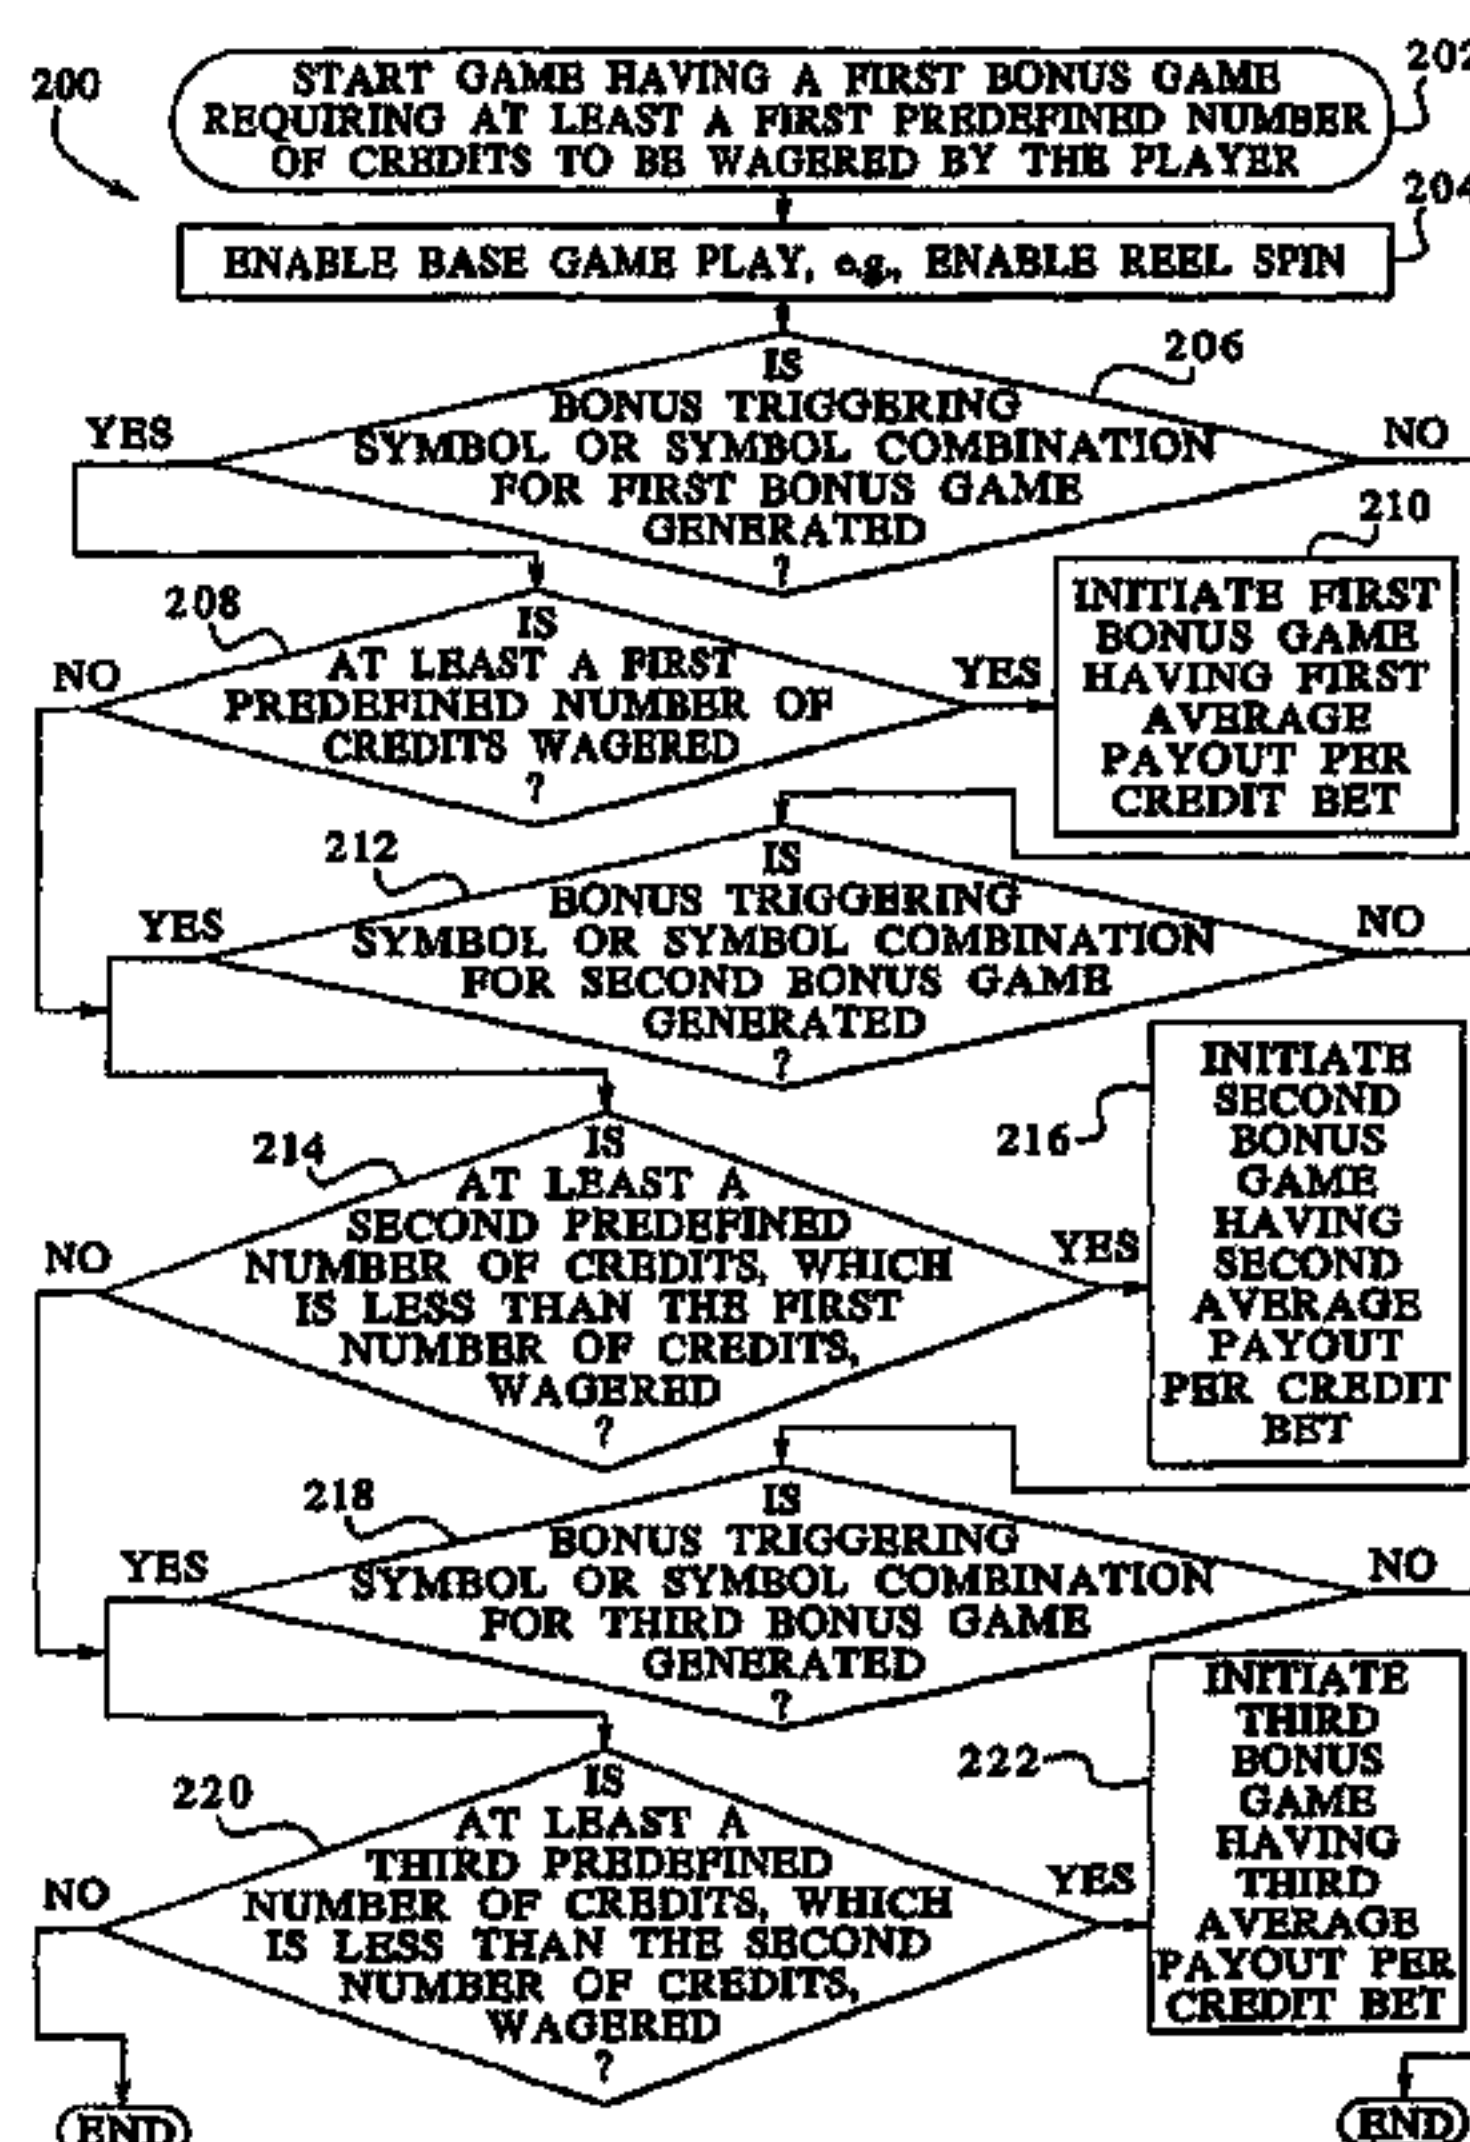 200
START GAME HAVING A FIRST BONUS GAME
REQUIRING AT LEAST A FIRST PREDEFINED NUMBER
OF CREDITS TO BE WAGERED BY THE PLAYER
202
204
ENABLE BASE GAME PLAY, e.g., ENABLE REEL SPIN
206
IS
BONUS TRIGGERING
SYMBOL OR SYMBOL COMBINATION
FOR FIRST BONUS GAME
GENERATED
?
YES
NO
208
IS
AT LEAST A FIRST
PREDEFINED NUMBER OF
CREDITS WAGERED
?
NO
YES
210
INITIATE FIRST
BONUS GAME
HAVING FIRST
AVERAGE
PAYOUT PER
CREDIT BET
212
IS
BONUS TRIGGERING
SYMBOL OR SYMBOL COMBINATION
FOR SECOND BONUS GAME
GENERATED
?
YES
NO
214
IS
AT LEAST A
SECOND PREDEFINED
NUMBER OF CREDITS, WHICH
IS LESS THAN THE FIRST
NUMBER OF CREDITS,
WAGERED
?
NO
YES
216
INITIATE
SECOND
BONUS
GAME
HAVING
SECOND
AVERAGE
PAYOUT
PER CREDIT
BET
218
IS
BONUS TRIGGERING
SYMBOL OR SYMBOL COMBINATION
FOR THIRD BONUS GAME
GENERATED
?
YES
NO
220
IS
AT LEAST A
THIRD PREDEFINED
NUMBER OF CREDITS, WHICH
IS LESS THAN THE SECOND
NUMBER OF CREDITS,
WAGERED
?
NO
YES
222
INITIATE
THIRD
BONUS
GAME
HAVING
THIRD
AVERAGE
PAYOUT PER
CREDIT BET
END
END